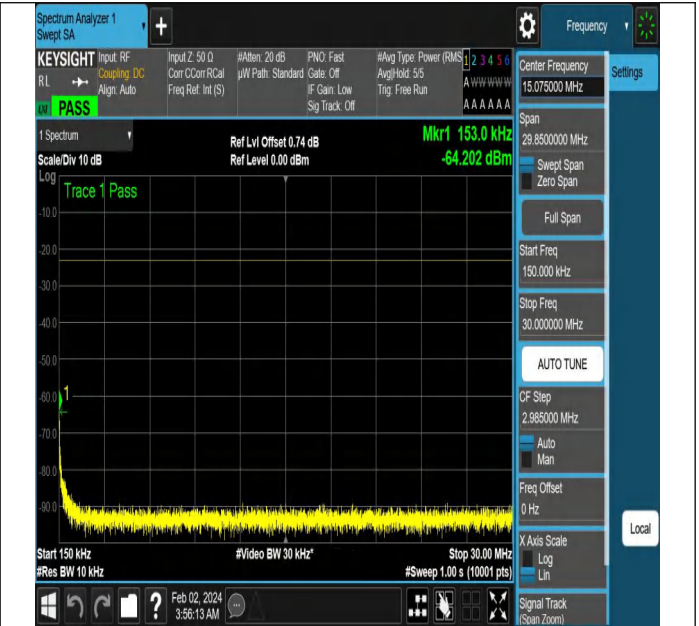 Spectrum Analyzer 1
Swept SA
Frequency
KEYSIGHT
RL
PASS
Input: RF
Coupling: DC
Align: Auto
Input Z: 50 Ω
Corr CCorr RCal
Freq Ref: Int (S)
#Atten: 20 dB
µW Path: Standard
PNO: Fast
Gate: Off
IF Gain: Low
Sig Track: Off
#Avg Type: Power (RMS
Avg|Hold: 5/5
Trig: Free Run
1 2 3 4 5 6
A W W W W W
A A A A A A
1 Spectrum
Scale/Div 10 dB
Ref Lvl Offset 0.74 dB
Ref Level 0.00 dBm
Mkr1 153.0 kHz
-64.202 dBm
Log
Trace 1 Pass
-10.0
-20.0
-30.0
-40.0
-50.0
-60.0
1
-70.0
-80.0
-90.0
Start 150 kHz
#Video BW 30 kHz*
Stop 30.00 MHz
#Res BW 10 kHz
#Sweep 1.00 s (10001 pts)
Feb 02, 2024
3:56:13 AM
Center Frequency
15.075000 MHz
Settings
Span
29.8500000 MHz
Swept Span
Zero Span
Full Span
Start Freq
150.000 kHz
Stop Freq
30.000000 MHz
AUTO TUNE
CF Step
2.985000 MHz
Auto
Man
Freq Offset
0 Hz
X Axis Scale
Log
Lin
Local
Signal Track
(Span Zoom)